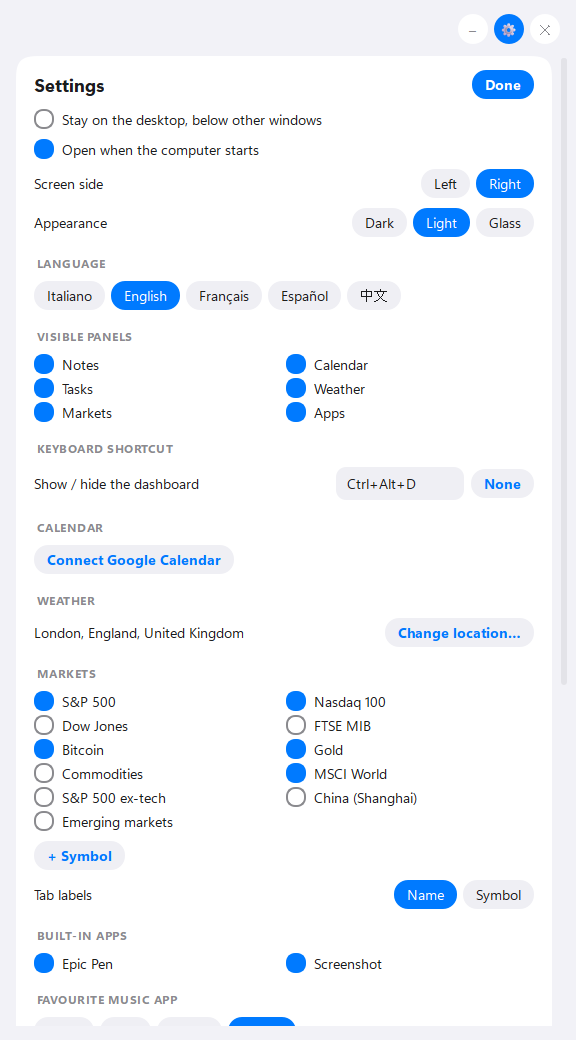 Settings
Done
Stay on the desktop, below other windows
Open when the computer starts
Screen side Left Right
Appearance Dark Light Glass
LANGUAGE
Italiano English Français Español 中文
VISIBLE PANELS
Notes Calendar
Tasks Weather
Markets Apps
KEYBOARD SHORTCUT
Show / hide the dashboard Ctrl+Alt+D None
CALENDAR
Connect Google Calendar
WEATHER
London, England, United Kingdom Change location...
MARKETS
S&P 500 Nasdaq 100
Dow Jones FTSE MIB
Bitcoin Gold
Commodities MSCI World
S&P 500 ex-tech China (Shanghai)
Emerging markets
+ Symbol
Tab labels Name Symbol
BUILT-IN APPS
Epic Pen Screenshot
FAVOURITE MUSIC APP